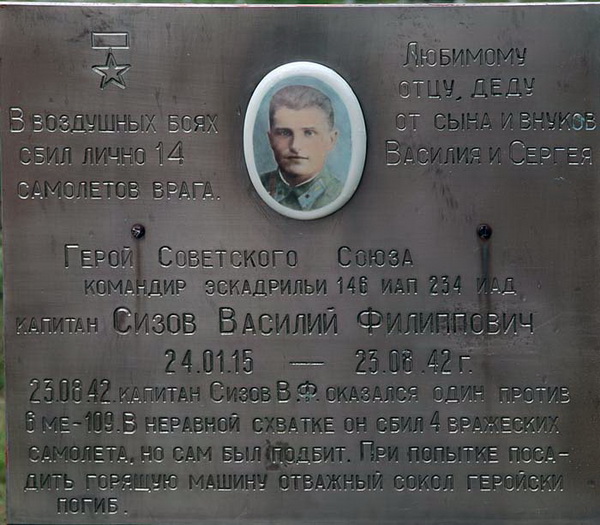 В воздушных боях
сбил лично 14
самолетов врага.
Любимому
отцу, деду
от сына и внуков
Василия и Сергея
Герой Советского Союза
командир эскадрильи 146 иап 234 иад
капитан Сизов Василий Филиппович
24.01.15 — 23.08.42 г.
23.08.42. капитан Сизов В.Ф. оказался один против
6 ме-109. В неравной схватке он сбил 4 вражеских
самолета, но сам был подбит. При попытке поса-
дить горящую машину отважный сокол геройски
погиб.